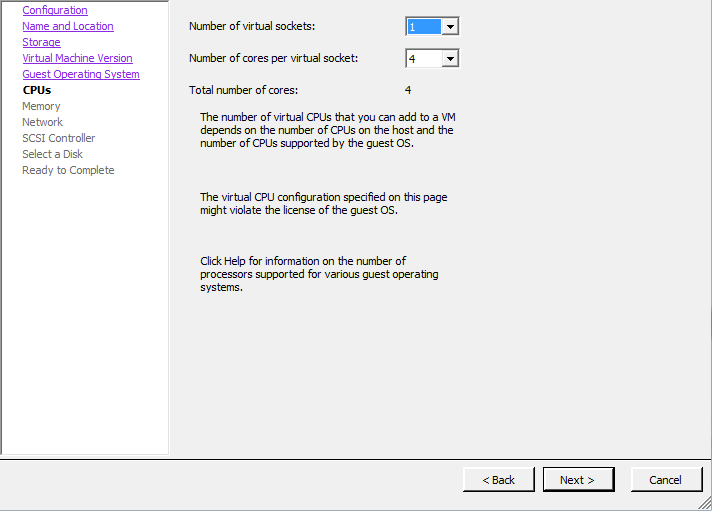 Configuration
Name and Location
Storage
Virtual Machine Version
Guest Operating System
CPUs
Memory
Network
SCSI Controller
Select a Disk
Ready to Complete
Number of virtual sockets: 1
Number of cores per virtual socket: 4
Total number of cores: 4
The number of virtual CPUs that you can add to a VM
depends on the number of CPUs on the host and the
number of CPUs supported by the guest OS.
The virtual CPU configuration specified on this page
might violate the license of the guest OS.
Click Help for information on the number of
processors supported for various guest operating
systems.
< Back Next > Cancel